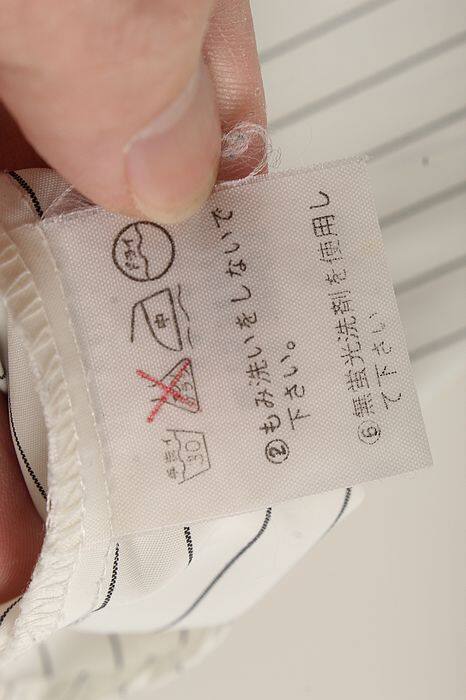 手洗イ
30
中
ドライ
②もみ洗いをしないで
下さい。
⑥無蛍光洗剤を使用し
て下さい